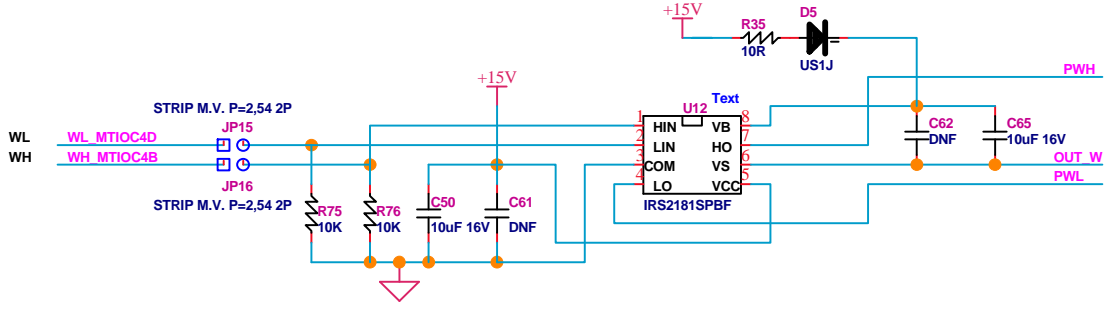 +15V
R35
10R
D5
US1J
PWH
+15V
STRIP M.V. P=2,54 2P
JP15
WL
WL_MTIOC4D
WH
WH_MTIOC4B
JP16
STRIP M.V. P=2,54 2P
R75
10K
R76
10K
C50
10uF 16V
C61
DNF
U12
Text
1
HIN
VB
8
2
LIN
HO
7
3
COM
VS
6
4
LO
VCC
5
IRS2181SPBF
C62
DNF
C65
10uF 16V
OUT_W
PWL